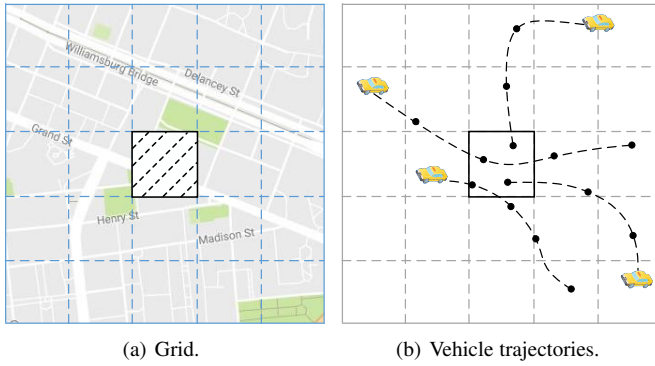 Williamsburg Bridge
Delancey St
Grand St
Henry St
Madison St
(a) Grid.
(b) Vehicle trajectories.